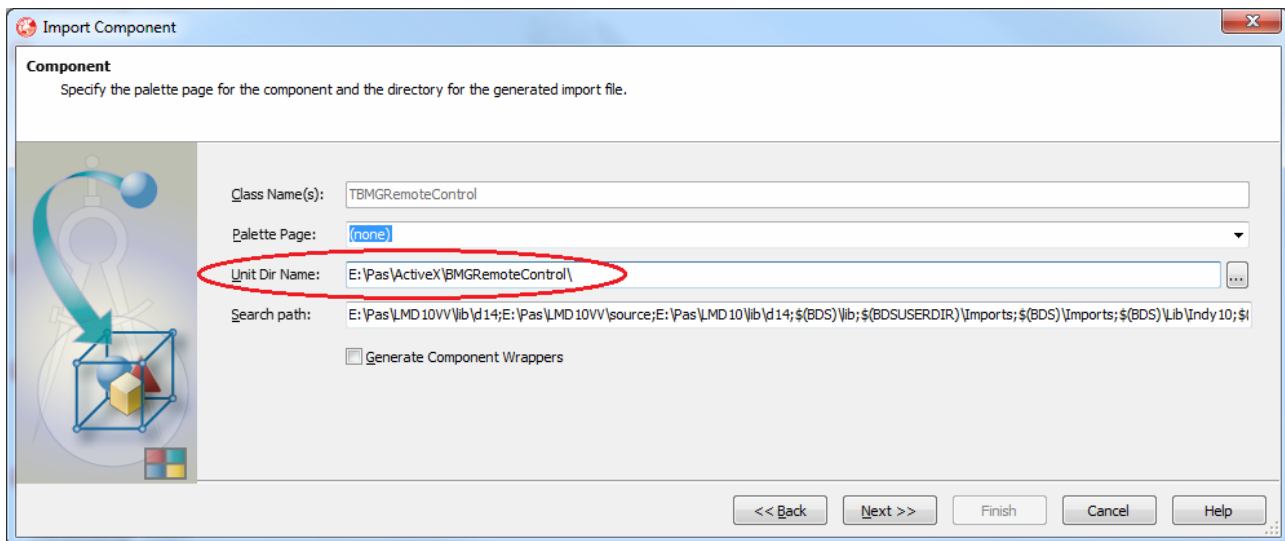 Import Component
Component
Specify the palette page for the component and the directory for the generated import file.
Class Name(s): TBMGRemoteControl
Palette Page: (none)
Unit Dir Name: E:\Pas\ActiveX\BMGRemoteControl\ ...
Search path: E:\Pas\LMD10VV\lib\d14;E:\Pas\LMD10VV\source;E:\Pas\LMD10\lib\d14;$(BDS)\lib;$(BDSUSERDIR)\Imports;$(BDS)\Imports;$(BDS)\Lib\Indy10;$(
Generate Component Wrappers
<< Back Next >> Finish Cancel Help